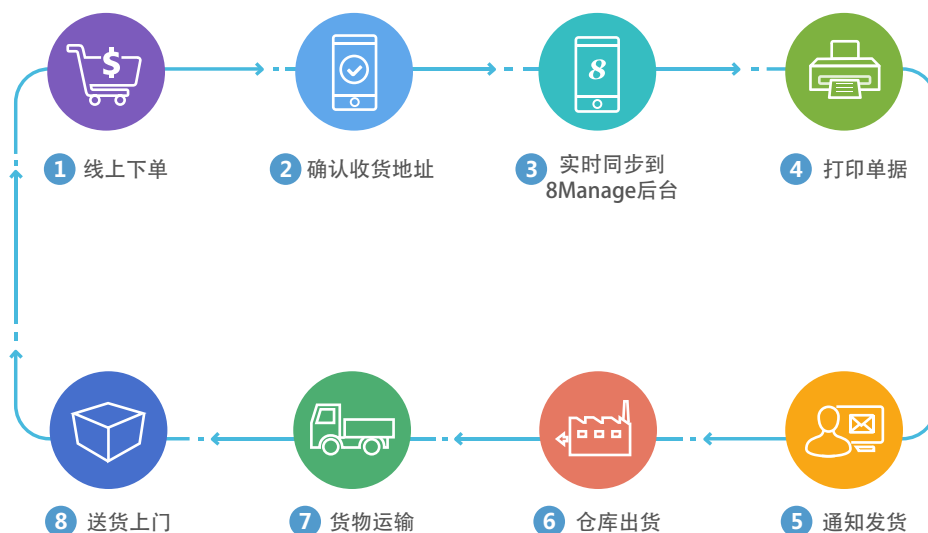 $
8
1 线上下单
2 确认收货地址
3 实时同步到
8Manage后台
4 打印单据
8 送货上门
7 货物运输
6 仓库出货
5 通知发货